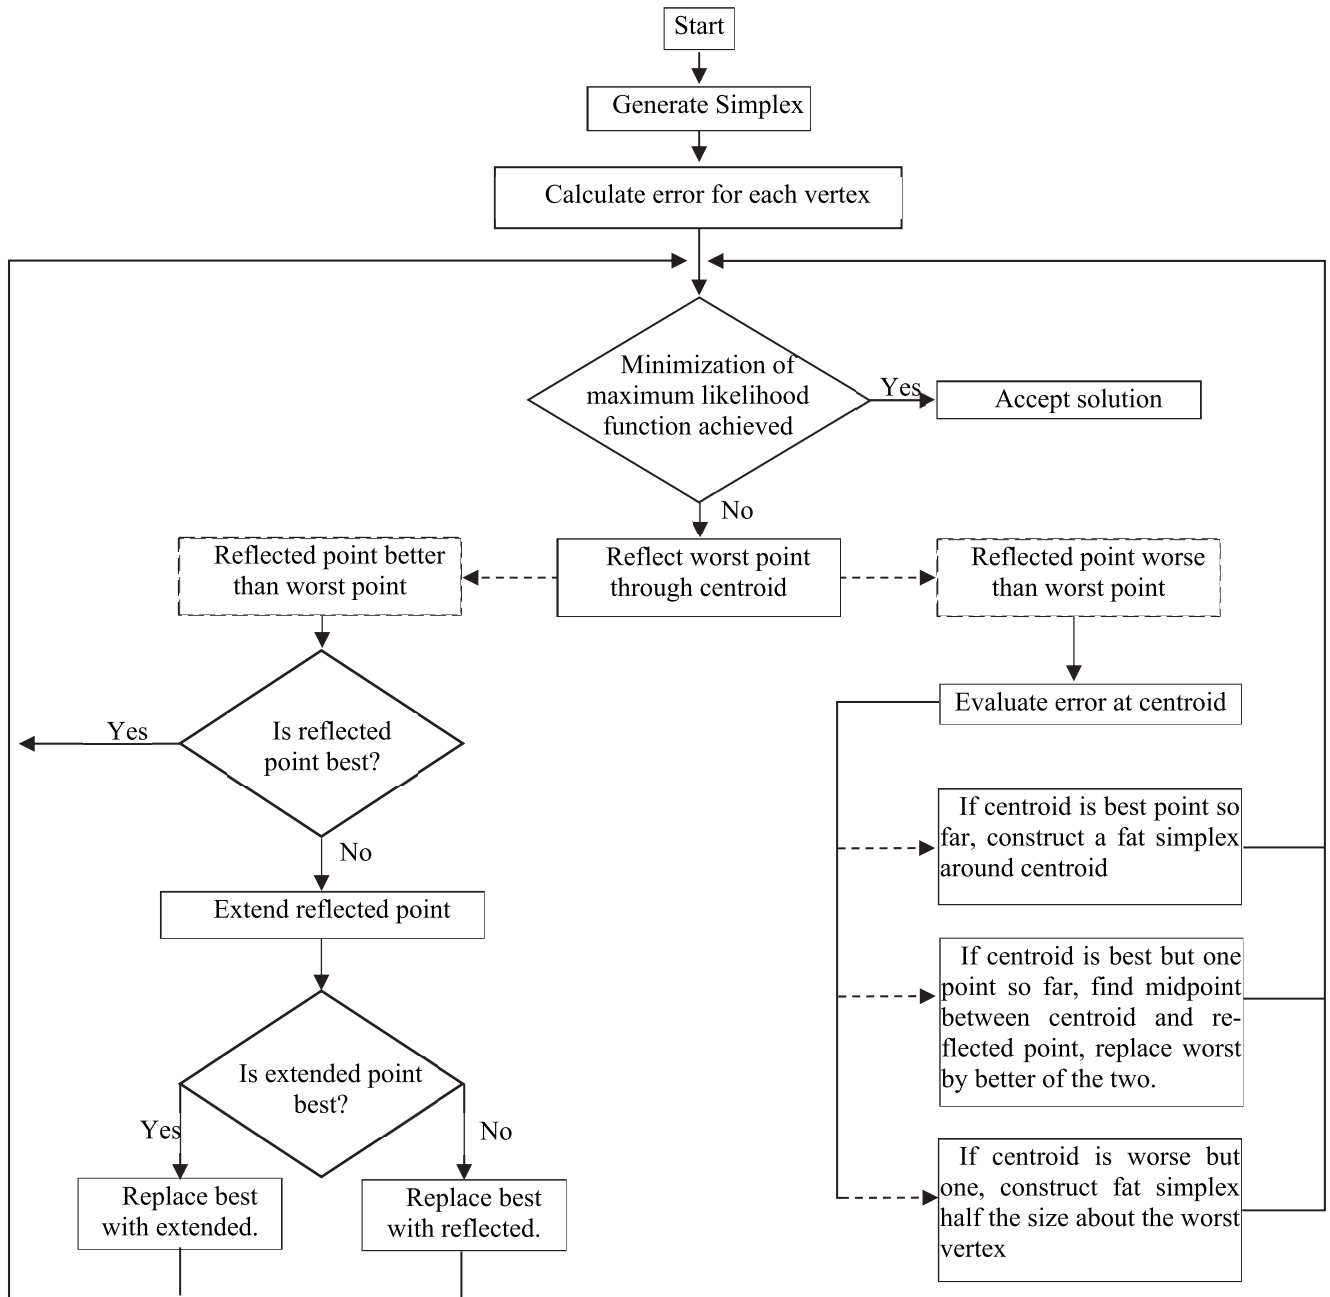 Start
Generate Simplex
Calculate error for each vertex
Minimization of
maximum likelihood
function achieved
Yes
Accept solution
No
Reflected point better
than worst point
Reflect worst point
through centroid
Reflected point worse
than worst point
Is reflected
point best?
Yes
No
Extend reflected point
Is extended point
best?
Yes
No
Replace best
with extended.
Replace best
with reflected.
Evaluate error at centroid
If centroid is best point so
far, construct a fat simplex
around centroid
If centroid is best but one
point so far, find midpoint
between centroid and re-
flected point, replace worst
by better of the two.
If centroid is worse but
one, construct fat simplex
half the size about the worst
vertex